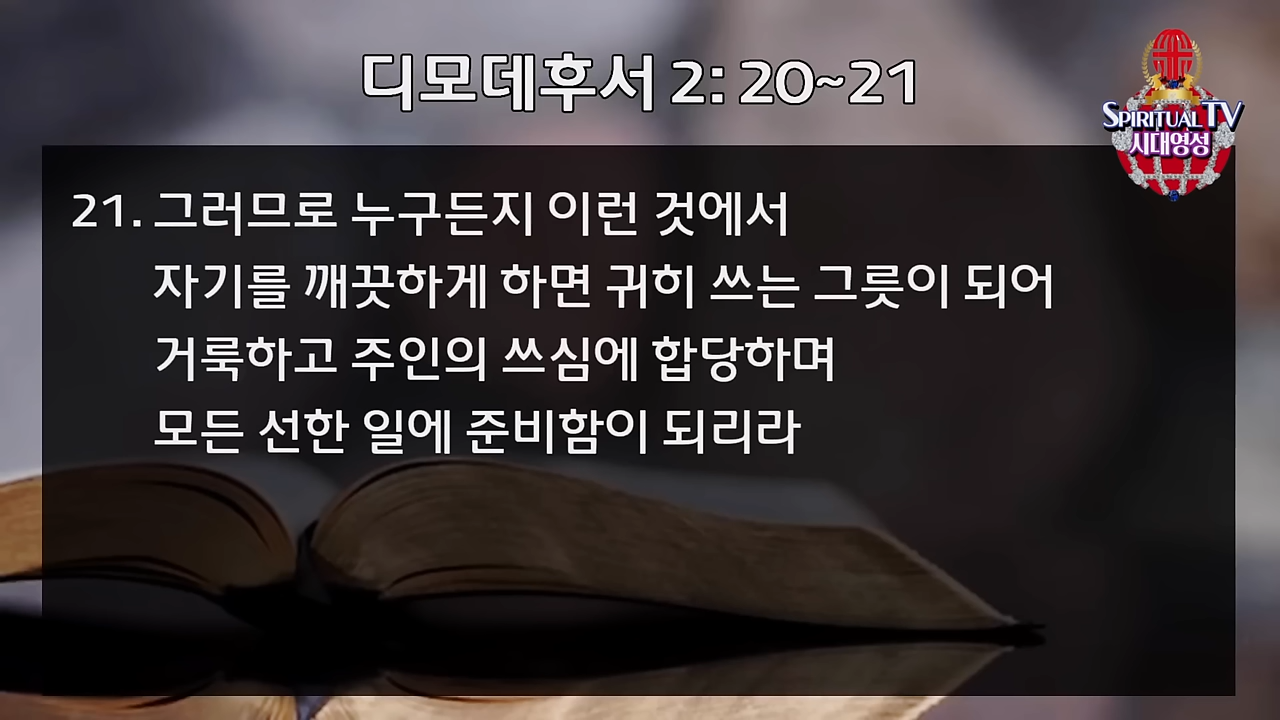 디모데후서 2: 20~21
SPIRITUAL TV
시대영성
21. 그러므로 누구든지 이런 것에서
자기를 깨끗하게 하면 귀히 쓰는 그릇이 되어
거룩하고 주인의 쓰심에 합당하며
모든 선한 일에 준비함이 되리라